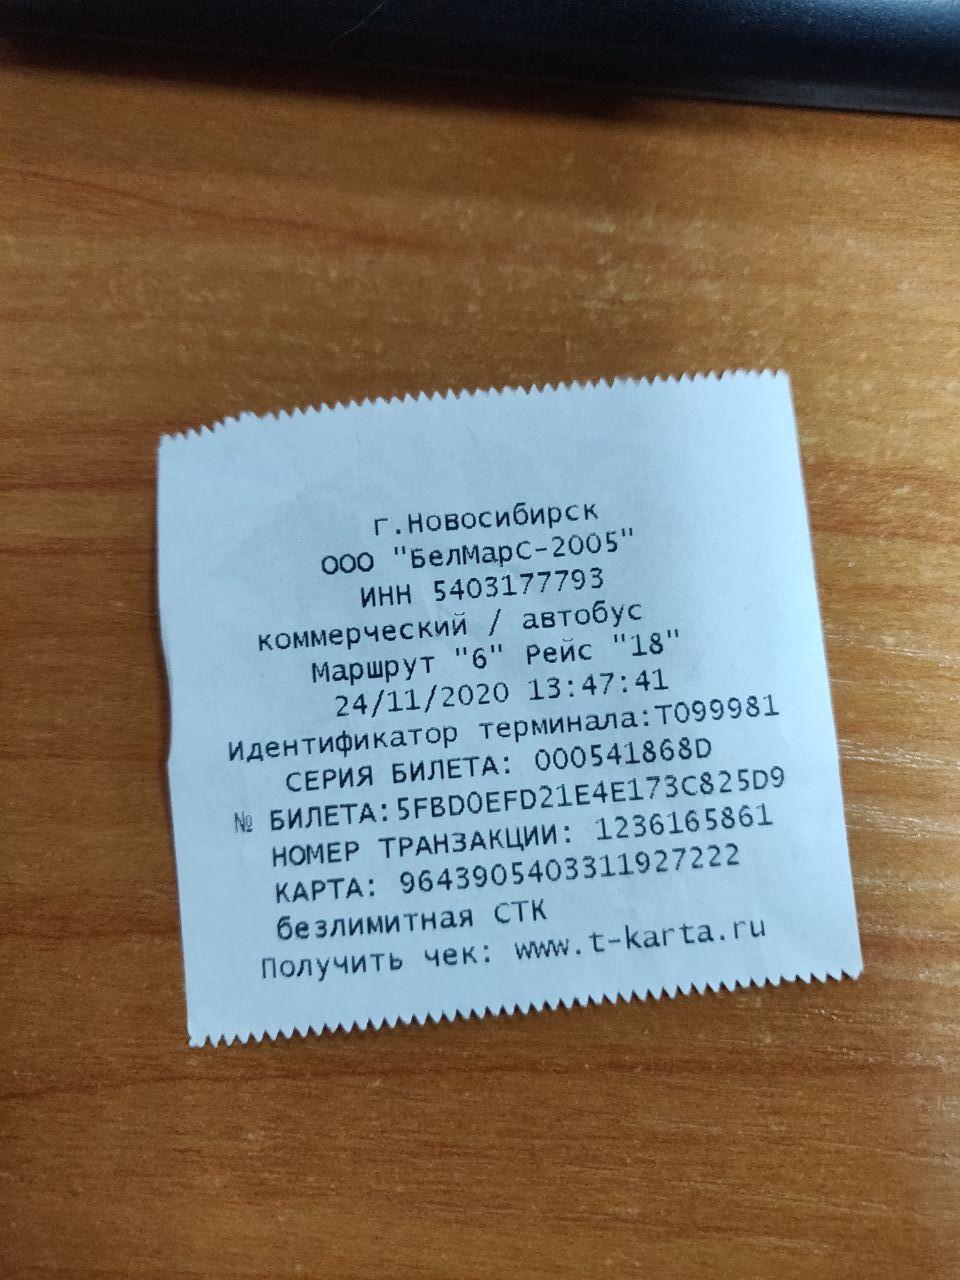 г.Новосибирск
ООО "БелМарС-2005"
ИНН 5403177793
коммерческий / автобус
Маршрут "6" Рейс "18"
24/11/2020 13:47:41
Идентификатор терминала:T099981
СЕРИЯ БИЛЕТА: 000541868D
№ БИЛЕТА:5FBD0EFD21E4E173C825D9
НОМЕР ТРАНЗАКЦИИ: 1236165861
КАРТА: 9643905403311927222
безлимитная СТК
Получить чек: www.t-karta.ru